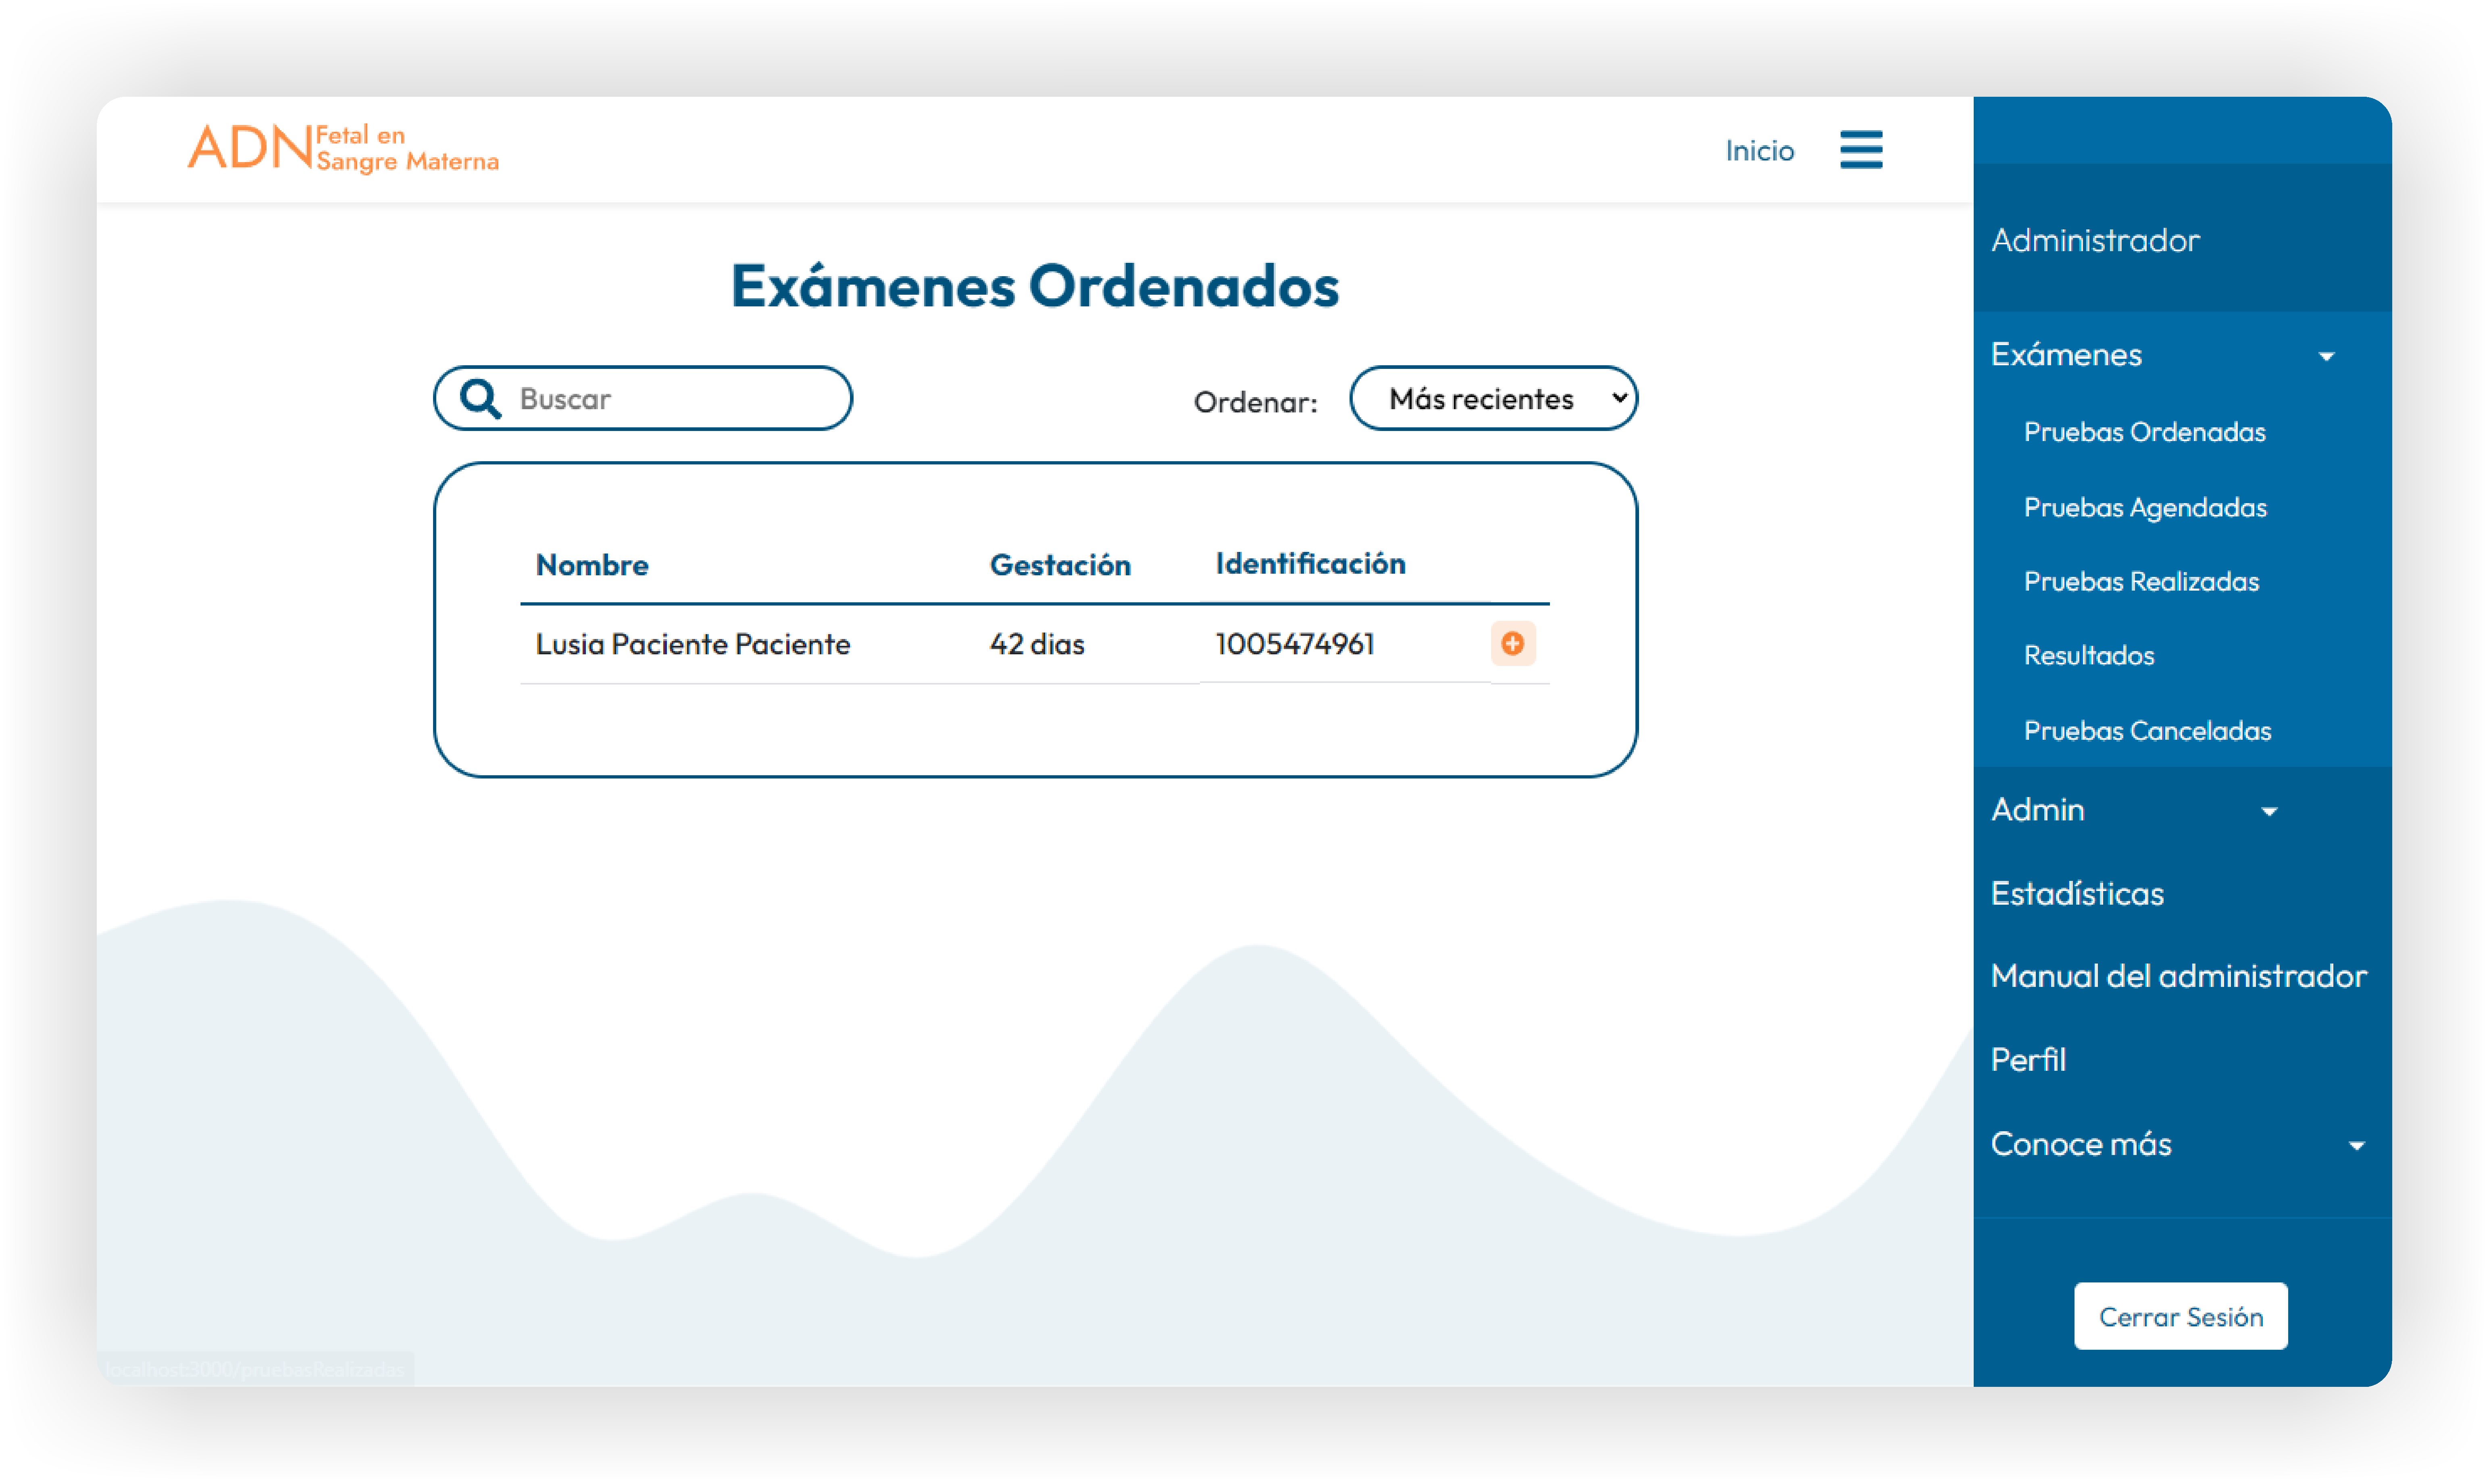 ADN Fetal en
Sangre Materna
Inicio
Exámenes Ordenados
Buscar
Ordenar: Más recientes
Nombre Gestación Identificación
Lusia Paciente Paciente 42 dias 1005474961
localhost:3000/pruebasRealizadas
Administrador
Exámenes
Pruebas Ordenadas
Pruebas Agendadas
Pruebas Realizadas
Resultados
Pruebas Canceladas
Admin
Estadísticas
Manual del administrador
Perfil
Conoce más
Cerrar Sesión